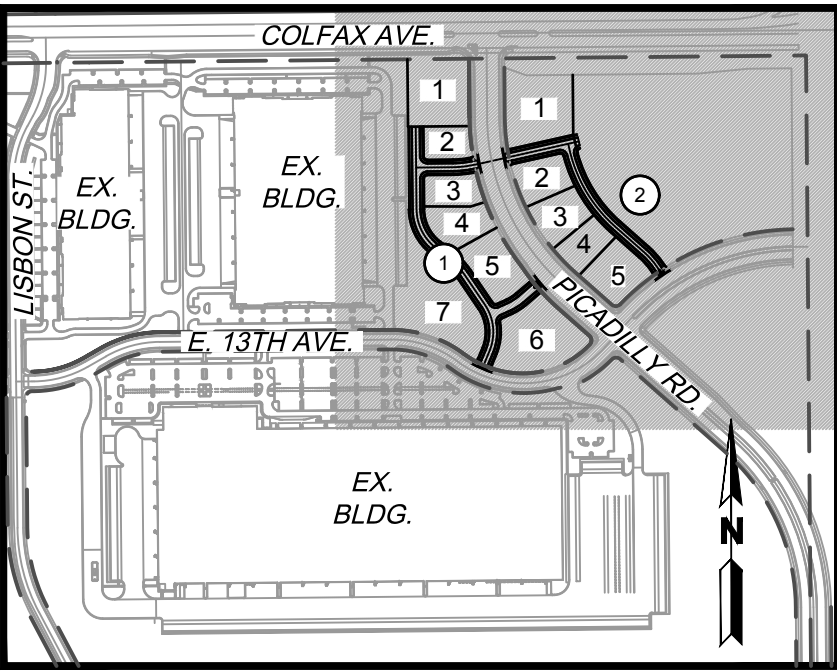 COLFAX AVE.
1
1
2
EX.
BLDG.
EX.
BLDG.
2
3
2
3
4
4
LISBON ST.
1
5
5
7
PICADILLY RD.
E. 13TH AVE.
6
EX.
BLDG.
N